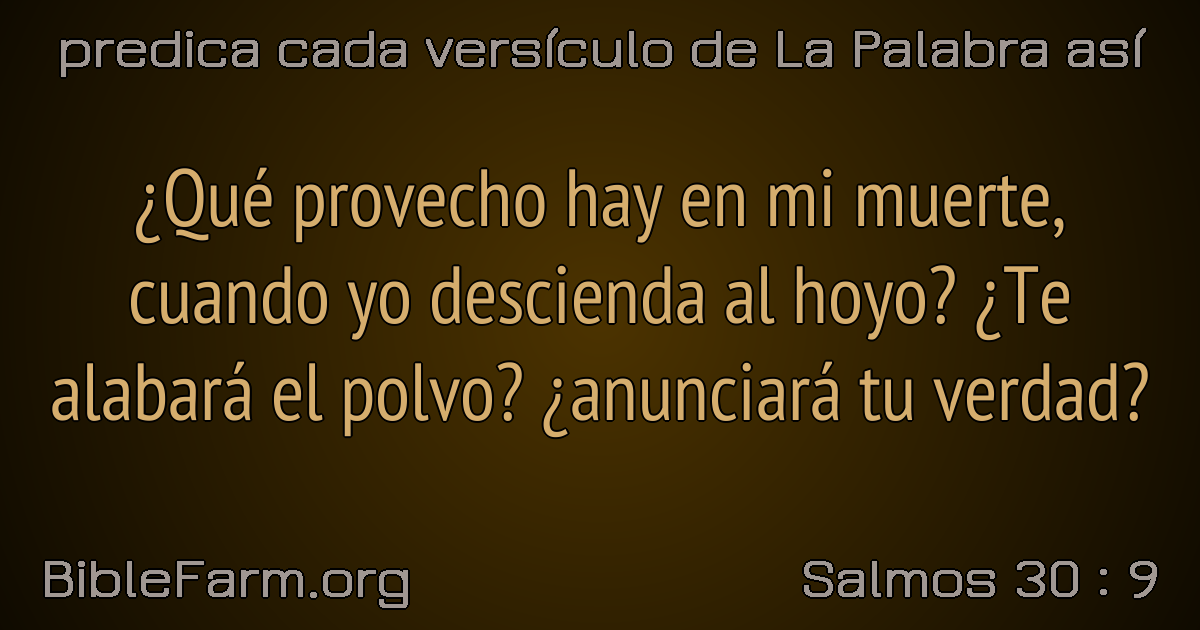 predica cada versículo de La Palabra así
¿Qué provecho hay en mi muerte,
cuando yo descienda al hoyo? ¿Te
alabará el polvo? ¿anunciará tu verdad?
BibleFarm.org
Salmos 30 : 9